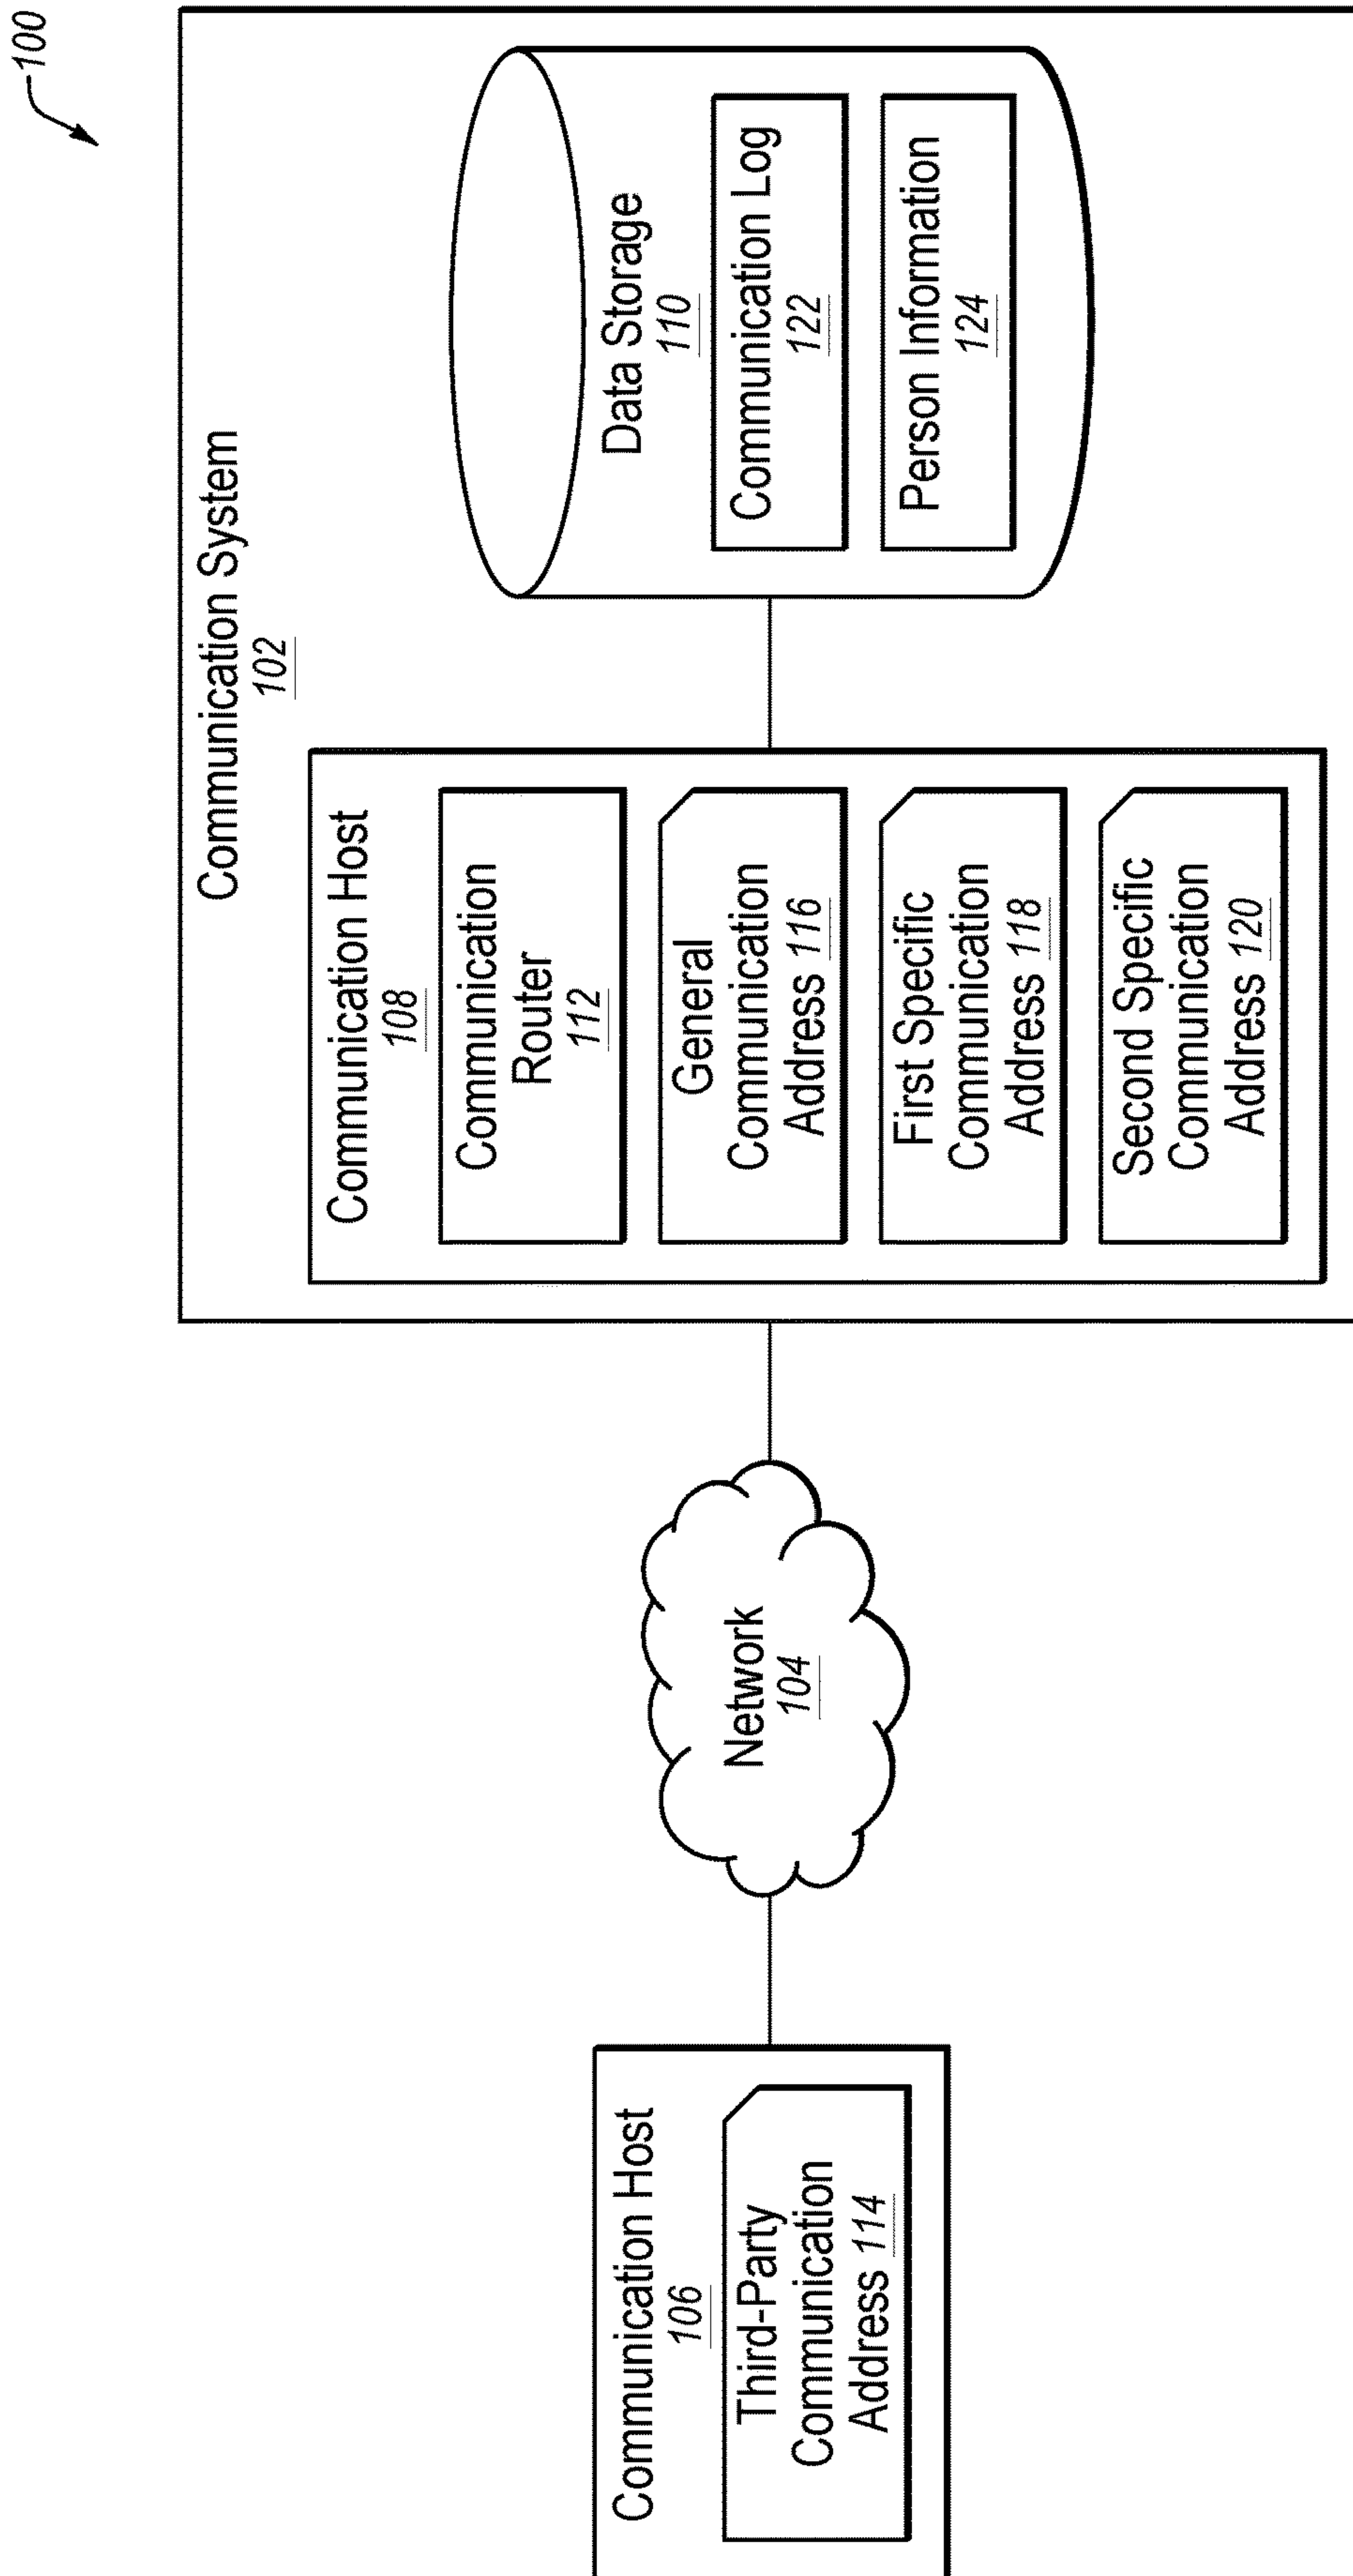 100
Communication System
102
Communication Host
106
Third-Party
Communication
Address 114
Network
104
Communication Host
108
Communication
Router
112
General
Communication
Address 116
First Specific
Communication
Address 118
Second Specific
Communication
Address 120
Data Storage
110
Communication Log
122
Person Information
124